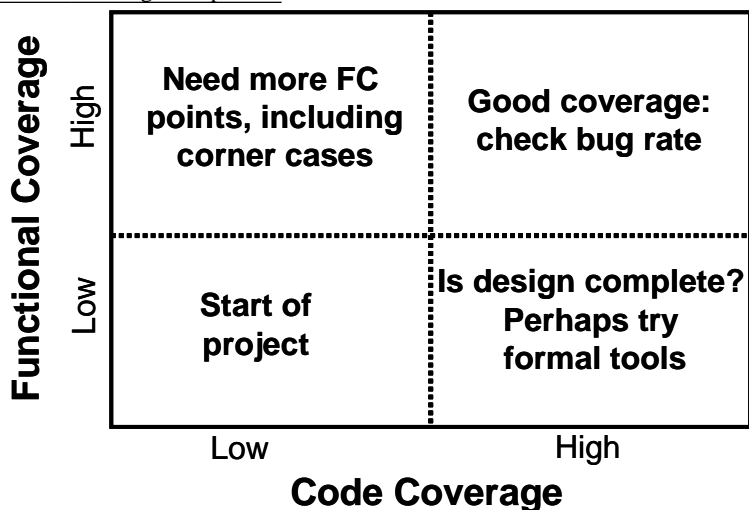 Need more FC
points, including
corner cases
Good coverage:
check bug rate
Functional Coverage
High
Low
Start of
project
Is design complete?
Perhaps try
formal tools
Low
High
Code Coverage